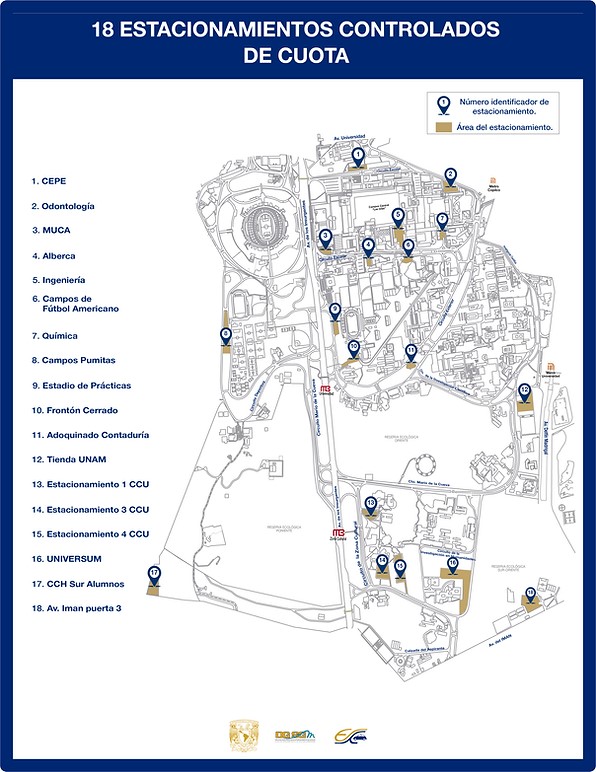 18 ESTACIONAMIENTOS CONTROLADOS
DE CUOTA
1
Número identificador de
estacionamiento.
Área del estacionamiento.
1. CEPE
2. Odontología
3. MUCA
4. Alberca
5. Ingeniería
6. Campos de
Fútbol Americano
7. Química
8. Campos Pumitas
9. Estadio de Prácticas
10. Frontón Cerrado
11. Adoquinado Contaduría
12. Tienda UNAM
13. Estacionamiento 1 CCU
14. Estacionamiento 3 CCU
15. Estacionamiento 4 CCU
16. UNIVERSUM
17. CCH Sur Alumnos
18. Av. Iman puerta 3
Av. Universidad
1
2
Metro
Copilco
Av. de los Insurgentes
3
4
5
6
7
Circuito Escolar
Circuito Exterior
8
9
10
11
Metro
Universidad
12
Av. Delfín Madrigal
Circuito Mario de la Cueva
RESERVA ECOLÓGICA
ORIENTE
Cto. Mario de la Cueva
13
RESERVA ECOLÓGICA
PONIENTE
Av. de los Insurgentes
Circuito de la Zona Cultural
14
15
16
RESERVA ECOLÓGICA
SUR ORIENTE
17
18
Av. del IMAN